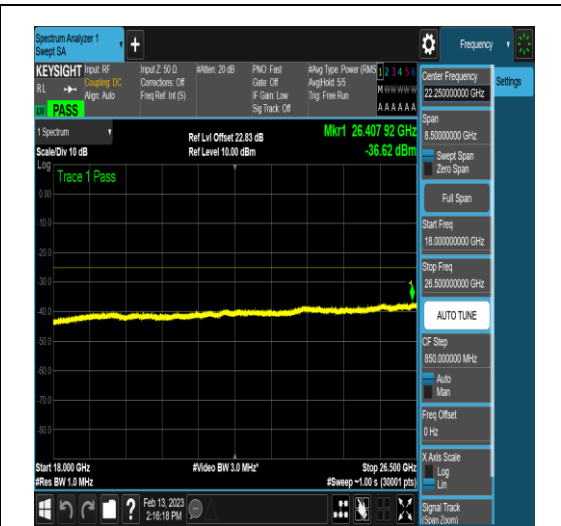 Spectrum Analyzer 1
Swept SA
+
Frequency
KEYSIGHT
Input: RF
Coupling: DC
Align: Auto
RL
PASS
Input Z: 50 Ω
Corrections: Off
Freq Ref: Int (S)
#Atten: 20 dB
PNO: Fast
Gate: Off
IF Gain: Low
Sig Track: Off
#Avg Type: Power (RMS
Avg|Hold: 5/5
Trig: Free Run
1 2 3 4 5 6
M W W W W W
A A A A A A
1 Spectrum
Scale/Div 10 dB
Ref Lvl Offset 22.83 dB
Ref Level 10.00 dBm
Mkr1 26.407 92 GHz
-36.62 dBm
Log
Trace 1 Pass
0.00
-10.0
-20.0
-30.0
-40.0
-50.0
-60.0
-70.0
-80.0
1
Start 18.000 GHz
#Res BW 1.0 MHz
#Video BW 3.0 MHz*
Stop 26.500 GHz
#Sweep ~1.00 s (30001 pts)
Center Frequency
22.250000000 GHz
Settings
Span
8.50000000 GHz
Swept Span
Zero Span
Full Span
Start Freq
18.000000000 GHz
Stop Freq
26.500000000 GHz
AUTO TUNE
CF Step
850.000000 MHz
Auto
Man
Freq Offset
0 Hz
X Axis Scale
Log
Lin
Signal Track
(Span Zoom)
?
Feb 13, 2023
2:16:18 PM